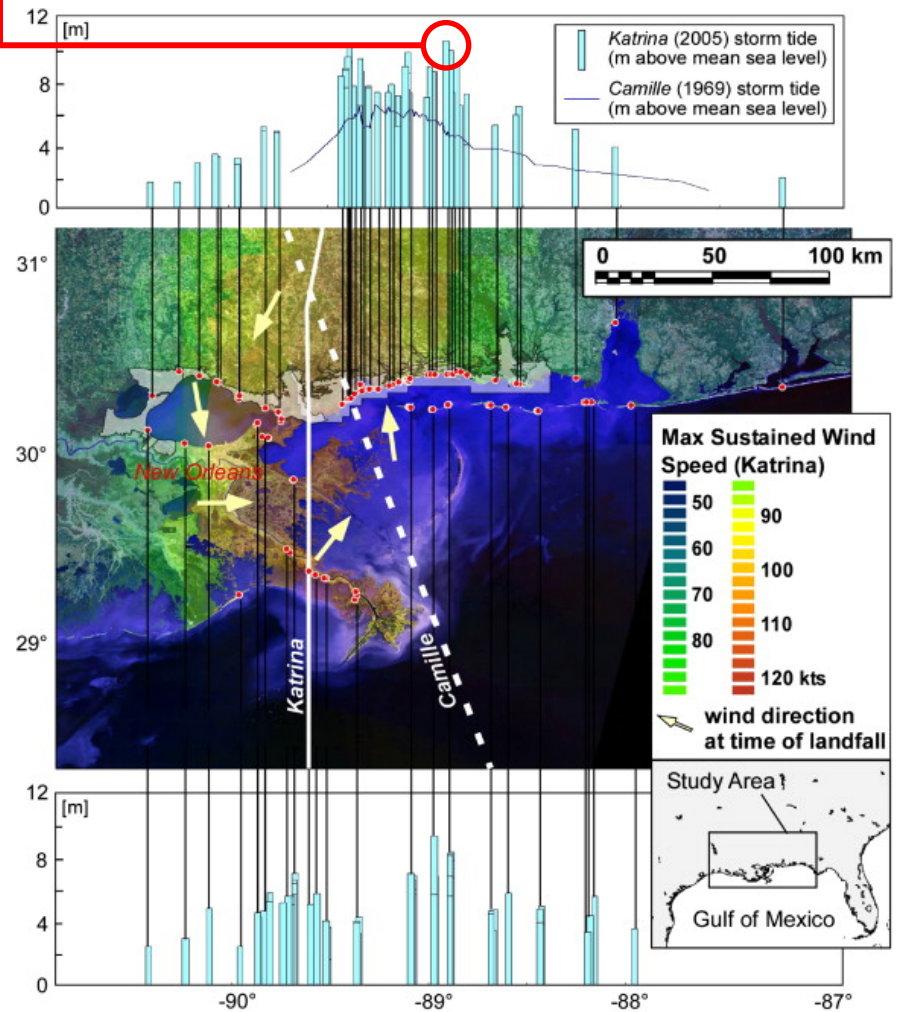 12
[m]
8
4
0
Katrina (2005) storm tide
(m above mean sea level)
Camille (1969) storm tide
(m above mean sea level)
0 50 100 km
31°
30°
29°
New Orleans
Katrina
Camille
Max Sustained Wind
Speed (Katrina)
50
60
70
80
90
100
110
120 kts
wind direction
at time of landfall
Study Area
Gulf of Mexico
12
[m]
8
4
0
-90° -89° -88° -87°